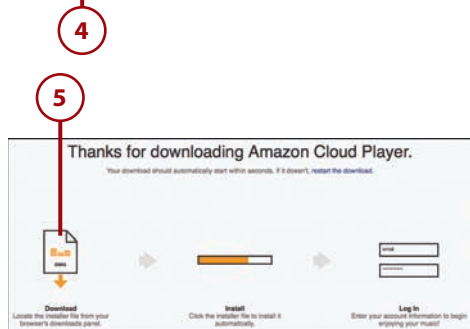 4
5
Thanks for downloading Amazon Cloud Player.
Your download should automatically start within seconds. If it doesn't, restart the download.
email
Download
Locate the installer file from your
browser's downloads panel.
Install
Click the installer file to install it
automatically.
Log In
Enter your account information to begin
enjoying your music!